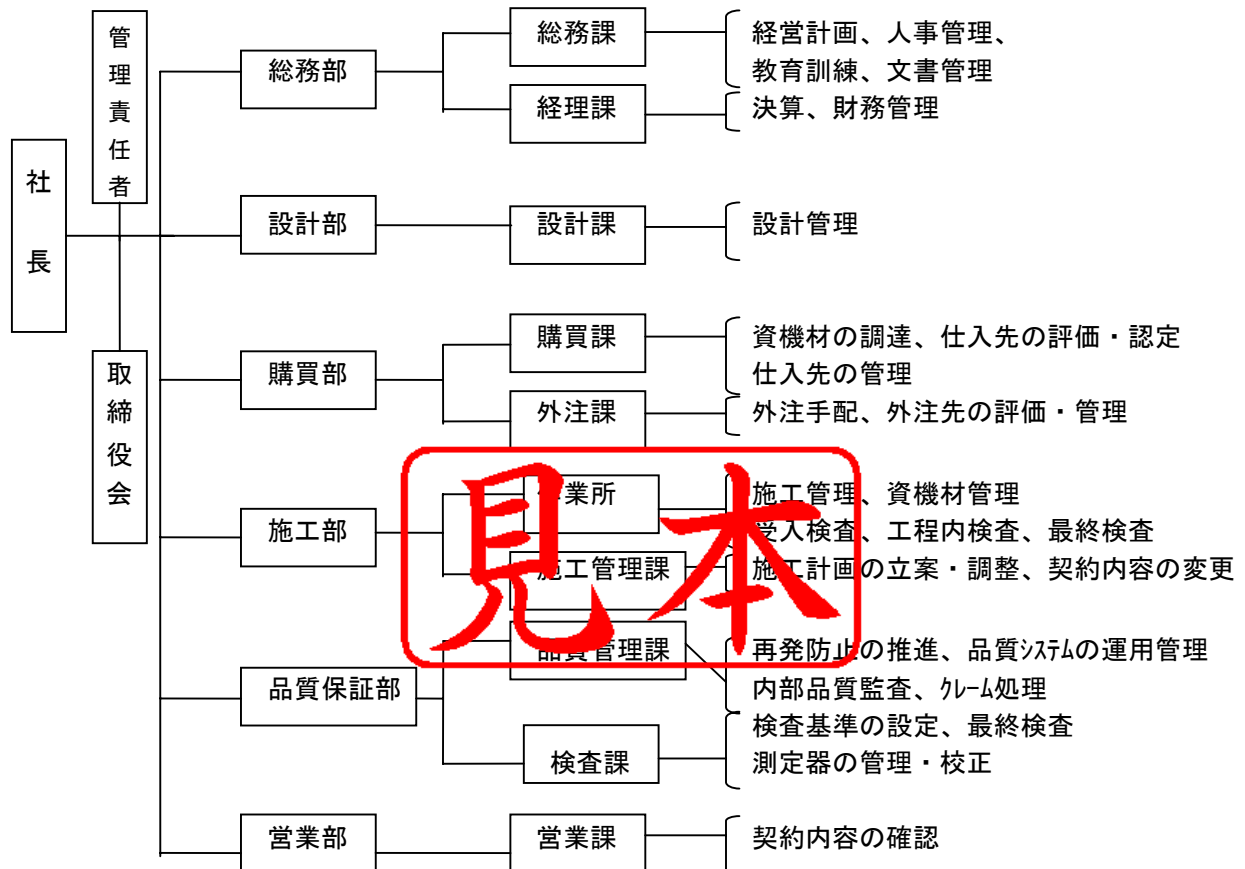 社長
管理責任者
取締役会
総務部
総務課
経営計画、人事管理、
教育訓練、文書管理
経理課
決算、財務管理
設計部
設計課
設計管理
購買部
購買課
資機材の調達、仕入先の評価・認定
仕入先の管理
外注課
外注手配、外注先の評価・管理
施工部
業所
施工管理、資機材管理
受入検査、工程内検査、最終検査
施工管理課
施工計画の立案・調整、契約内容の変更
見本
品質保証部
品質管理課
再発防止の推進、品質ｼｽﾃﾑの運用管理
内部品質監査、ｸﾚｰﾑ処理
検査課
検査基準の設定、最終検査
測定器の管理・校正
営業部
営業課
契約内容の確認